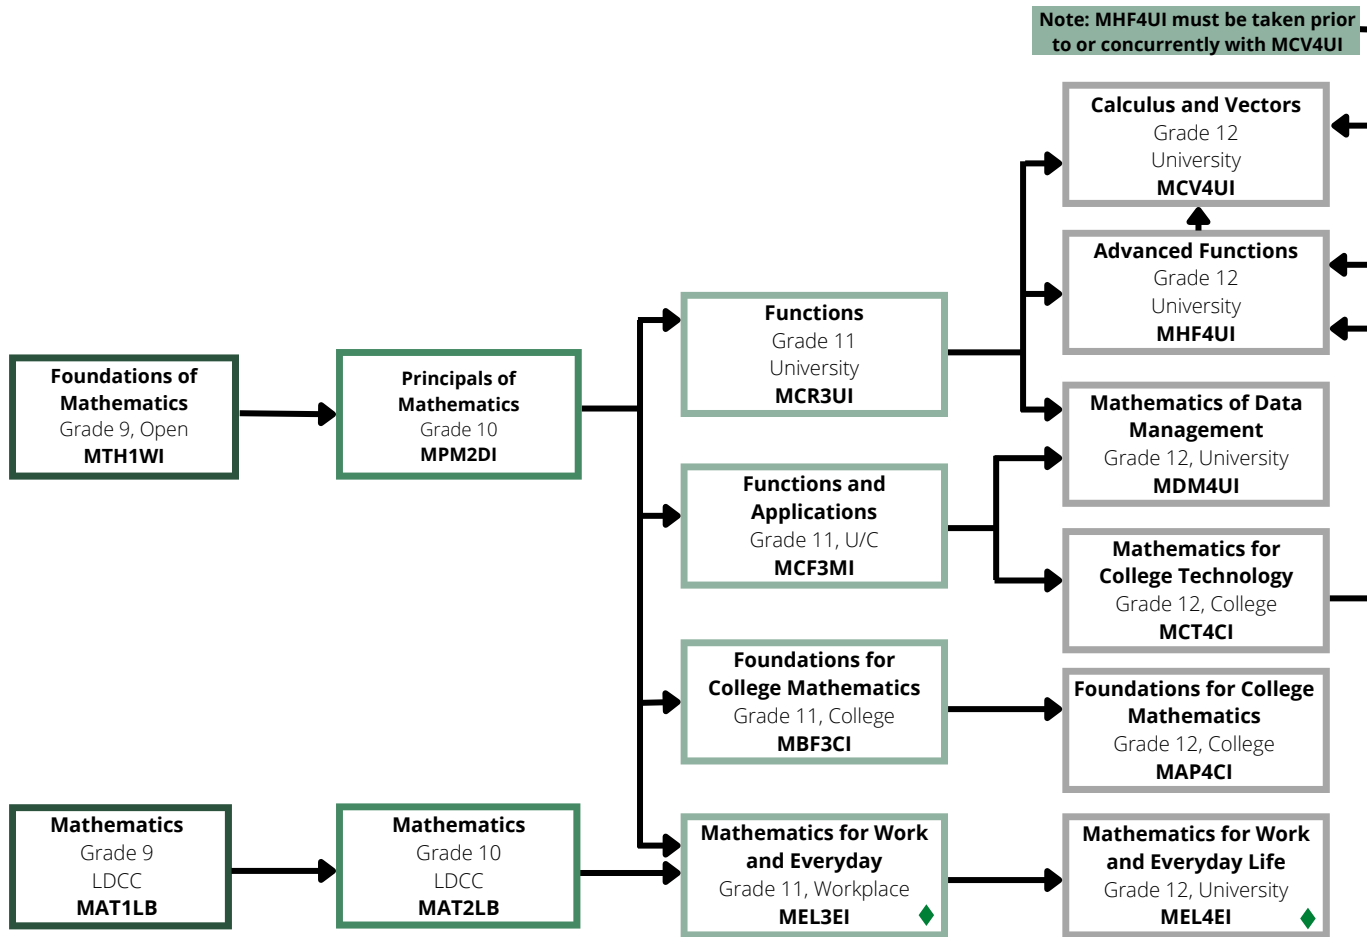 Note: MHF4UI must be taken prior
to or concurrently with MCV4UI
Calculus and Vectors
Grade 12
University
MCV4UI
Advanced Functions
Grade 12
University
MHF4UI
Functions
Grade 11
University
MCR3UI
Foundations of
Mathematics
Grade 9, Open
MTH1WI
Principals of
Mathematics
Grade 10
MPM2DI
Mathematics of Data
Management
Grade 12, University
MDM4UI
Functions and
Applications
Grade 11, U/C
MCF3MI
Mathematics for
College Technology
Grade 12, College
MCT4CI
Foundations for
College Mathematics
Grade 11, College
MBF3CI
Foundations for College
Mathematics
Grade 12, College
MAP4CI
Mathematics
Grade 9
LDCC
MAT1LB
Mathematics
Grade 10
LDCC
MAT2LB
Mathematics for Work
and Everyday
Grade 11, Workplace
MEL3EI
Mathematics for Work
and Everyday Life
Grade 12, University
MEL4EI